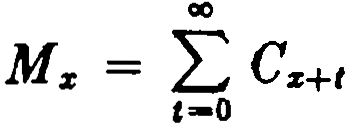 $M_x = \sum_{t=0}^{\infty} C_{x+t}$